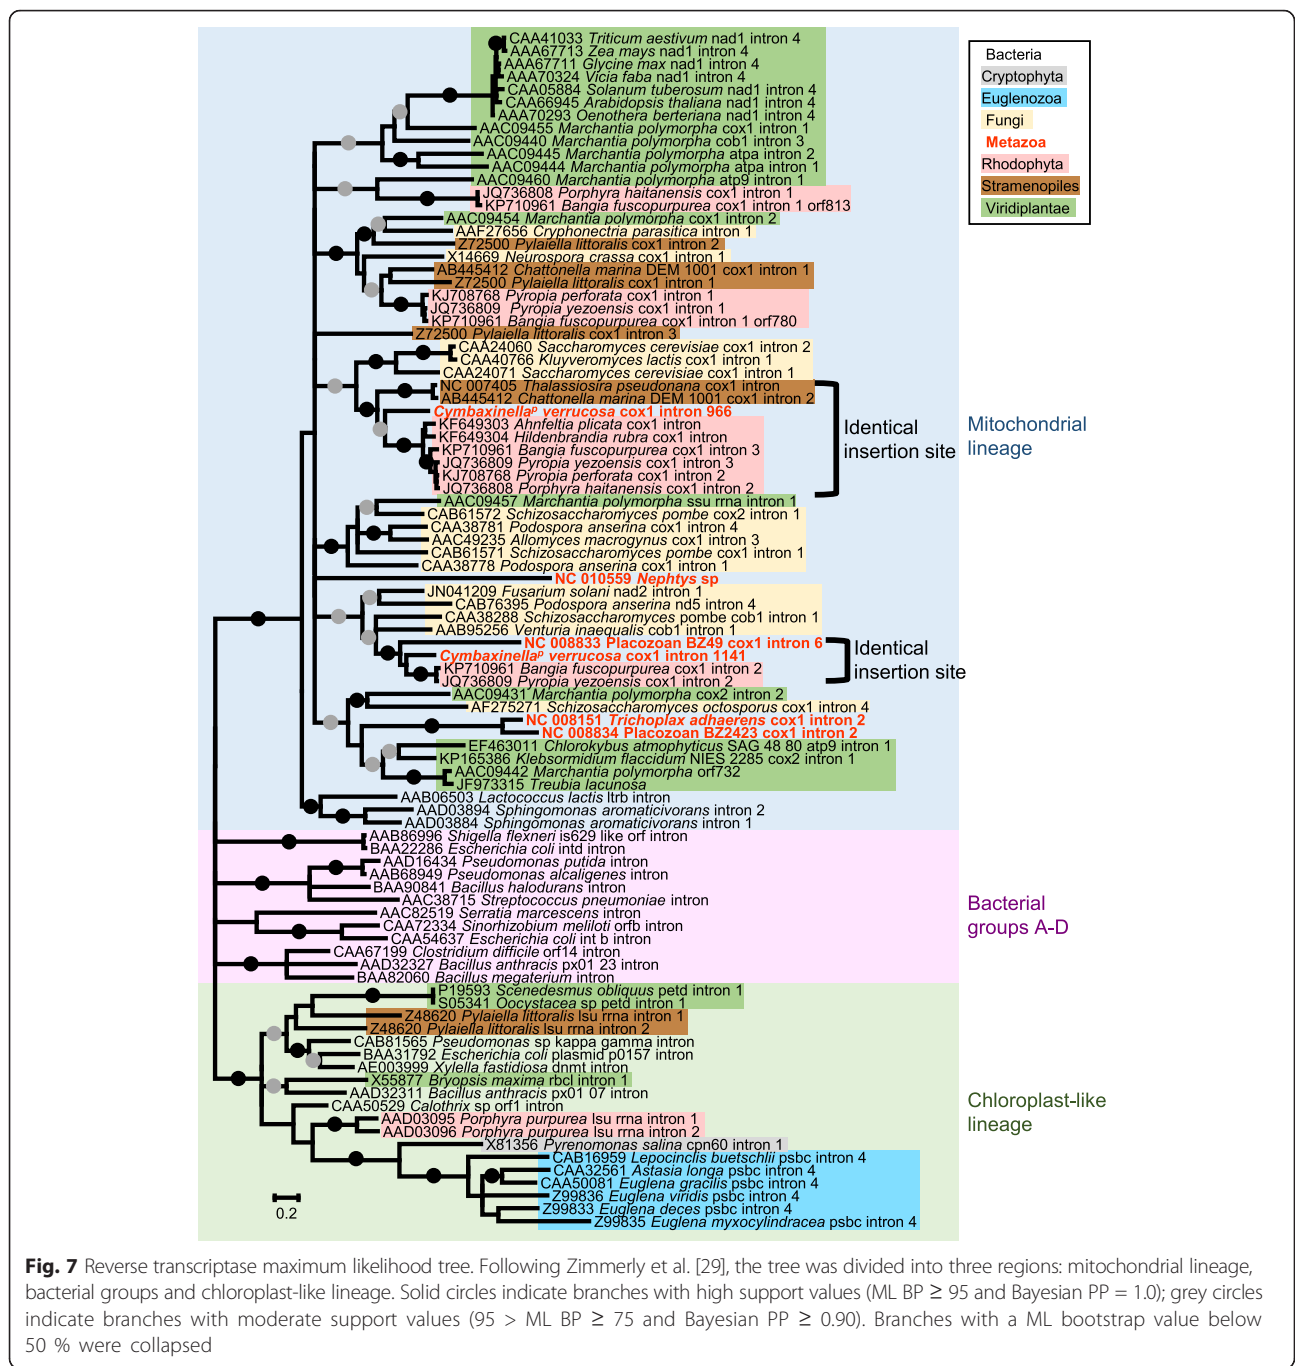 CAA41033 Triticum aestivum nad1 intron 4
AAA67713 Zea mays nad1 intron 4
AAA67711 Glycine max nad1 intron 4
AAA70324 Vicia faba nad1 intron 4
CAA05884 Solanum tuberosum nad1 intron 4
CAA66945 Arabidopsis thaliana nad1 intron 4
AAA70293 Oenothera berteriana nad1 intron 4
AAC09455 Marchantia polymorpha cox1 intron 1
AAC09440 Marchantia polymorpha cob1 intron 3
AAC09445 Marchantia polymorpha atpa intron 2
AAC09444 Marchantia polymorpha atpa intron 1
AAC09460 Marchantia polymorpha atp9 intron 1
JQ736808 Porphyra haitanensis cox1 intron 1
KP710961 Bangia fuscopurpurea cox1 intron 1 orf813
AAC09454 Marchantia polymorpha cox1 intron 2
AAF27656 Cryphonectria parasitica intron 1
Z72500 Pylaiella littoralis cox1 intron 2
X14669 Neurospora crassa cox1 intron 1
AB445412 Chattonella marina DEM 1001 cox1 intron 1
Z72500 Pylaiella littoralis cox1 intron 1
KJ708768 Pyropia perforata cox1 intron 1
JQ736809 Pyropia yezoensis cox1 intron 1
KP710961 Bangia fuscopurpurea cox1 intron 1 orf780
Z72500 Pylaiella littoralis cox1 intron 3
CAA24060 Saccharomyces cerevisiae cox1 intron 2
CAA40766 Kluyveromyces lactis cox1 intron 1
CAA24071 Saccharomyces cerevisiae cox1 intron 1
NC 007405 Thalassiosira pseudonana cox1 intron
AB445412 Chattonella marina DEM 1001 cox1 intron 2
Cymbaxinellaᵖ verrucosa cox1 intron 966
KF649303 Ahnfeltia plicata cox1 intron
KF649304 Hildenbrandia rubra cox1 intron
KP710961 Bangia fuscopurpurea cox1 intron 3
JQ736809 Pyropia yezoensis cox1 intron 3
KJ708768 Pyropia perforata cox1 intron 2
JQ736808 Porphyra haitanensis cox1 intron 2
AAC09457 Marchantia polymorpha ssu rrna intron 1
CAB61572 Schizosaccharomyces pombe cox2 intron 1
CAA38781 Podospora anserina cox1 intron 4
AAC49235 Allomyces macrogynus cox1 intron 3
CAB61571 Schizosaccharomyces pombe cox1 intron 1
CAA38778 Podospora anserina cox1 intron 1
NC 010559 Nephtys sp
JN041209 Fusarium solani nad2 intron 1
CAB76395 Podospora anserina nd5 intron 4
CAA38288 Schizosaccharomyces pombe cob1 intron 1
AAB95256 Venturia inaequalis cob1 intron 1
NC 008833 Placozoan BZ49 cox1 intron 6
Cymbaxinellaᵖ verrucosa cox1 intron 1141
KP710961 Bangia fuscopurpurea cox1 intron 2
JQ736809 Pyropia yezoensis cox1 intron 2
AAC09431 Marchantia polymorpha cox2 intron 2
AF275271 Schizosaccharomyces octosporus cox1 intron 4
NC 008151 Trichoplax adhaerens cox1 intron 2
NC 008834 Placozoan BZ2423 cox1 intron 2
EF463011 Chlorokybus atmophyticus SAG 48 80 atp9 intron 1
KP165386 Klebsormidium flaccidum NIES 2285 cox2 intron 1
AAC09442 Marchantia polymorpha orf732
JF973315 Treubia lacunosa
AAB06503 Lactococcus lactis ltrb intron
AAD03894 Sphingomonas aromaticivorans intron 2
AAD03884 Sphingomonas aromaticivorans intron 1
AAB86996 Shigella flexneri is629 like orf intron
BAA22286 Escherichia coli intd intron
AAD16434 Pseudomonas putida intron
AAB68949 Pseudomonas alcaligenes intron
BAA90841 Bacillus halodurans intron
AAC38715 Streptococcus pneumoniae intron
AAC82519 Serratia marcescens intron
CAA72334 Sinorhizobium meliloti orfb intron
CAA54637 Escherichia coli int b intron
CAA67199 Clostridium difficile orf14 intron
AAD32327 Bacillus anthracis px01 23 intron
BAA82060 Bacillus megaterium intron
P19593 Scenedesmus obliquus petd intron 1
S05341 Oocystacea sp petd intron 1
Z48620 Pylaiella littoralis lsu rrna intron 1
Z48620 Pylaiella littoralis lsu rrna intron 2
CAB81565 Pseudomonas sp kappa gamma intron
BAA31792 Escherichia coli plasmid p0157 intron
AE003999 Xylella fastidiosa dnmt intron
X55877 Bryopsis maxima rbcl intron 1
AAD32311 Bacillus anthracis px01 07 intron
CAA50529 Calothrix sp orf1 intron
AAD03095 Porphyra purpurea lsu rrna intron 1
AAD03096 Porphyra purpurea lsu rrna intron 2
X81356 Pyrenomonas salina cpn60 intron 1
CAB16959 Lepocinclis buetschlii psbc intron 4
CAA32561 Astasia longa psbc intron 4
CAA50081 Euglena gracilis psbc intron 4
Z99836 Euglena viridis psbc intron 4
Z99833 Euglena deces psbc intron 4
Z99835 Euglena myxocylindracea psbc intron 4
0.2
Bacteria
Cryptophyta
Euglenozoa
Fungi
Metazoa
Rhodophyta
Stramenopiles
Viridiplantae
Identical
insertion site
Mitochondrial
lineage
Identical
insertion site
Bacterial
groups A-D
Chloroplast-like
lineage
Fig. 7 Reverse transcriptase maximum likelihood tree. Following Zimmerly et al. [29], the tree was divided into three regions: mitochondrial lineage,
bacterial groups and chloroplast-like lineage. Solid circles indicate branches with high support values (ML BP ≥ 95 and Bayesian PP = 1.0); grey circles
indicate branches with moderate support values (95 > ML BP ≥ 75 and Bayesian PP ≥ 0.90). Branches with a ML bootstrap value below
50 % were collapsed